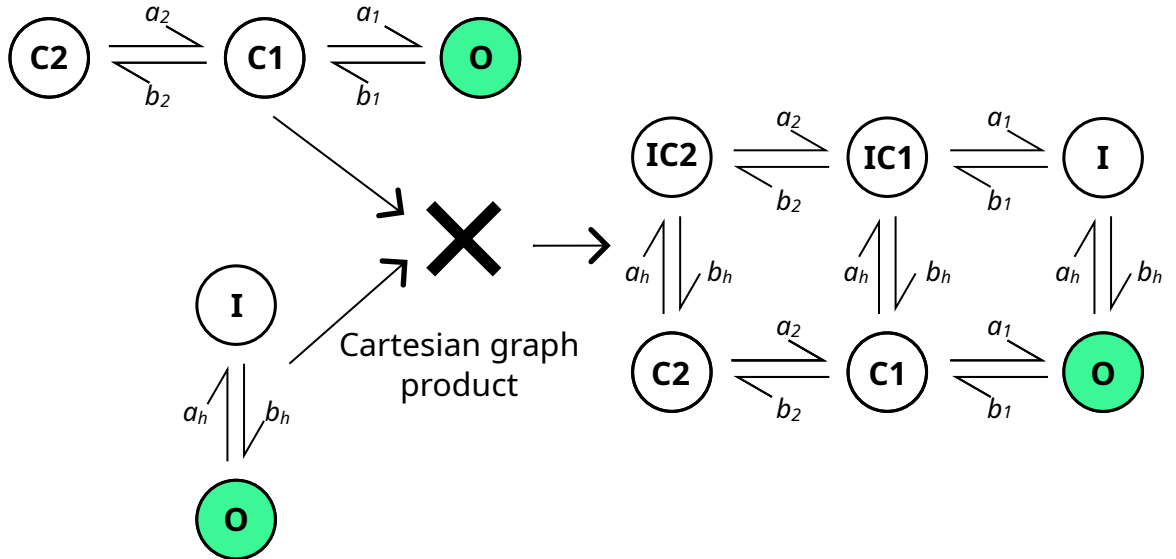 a2 a1
C2 C1 O
b2 b1
a2 a1
IC2 IC1 I
b2 b1
ah bh ah bh ah bh
I
Cartesian graph
product
a2 a1
C2 C1 O
b2 b1
ah bh
O